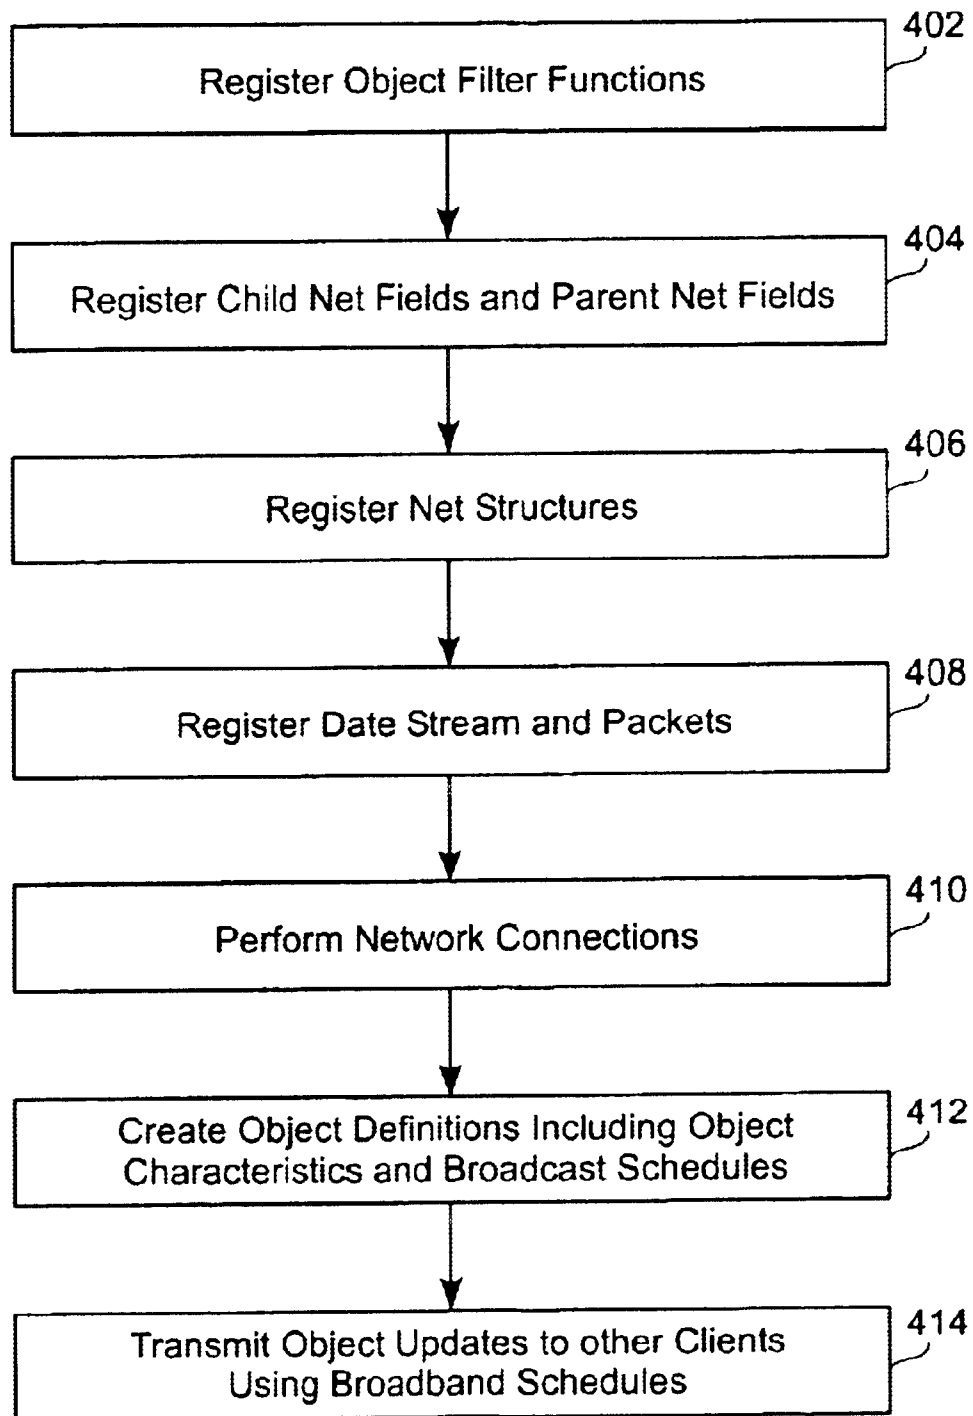 402
Register Object Filter Functions
404
Register Child Net Fields and Parent Net Fields
406
Register Net Structures
408
Register Date Stream and Packets
410
Perform Network Connections
412
Create Object Definitions Including Object
Characteristics and Broadcast Schedules
414
Transmit Object Updates to other Clients
Using Broadband Schedules